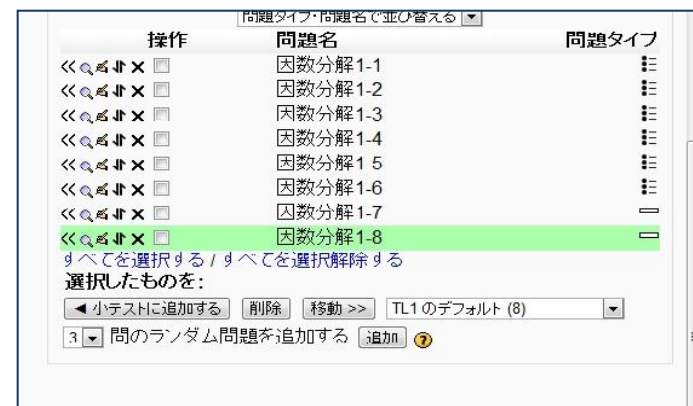 問題タイプ・問題名で並び替える
操作 問題名 問題タイプ
因数分解1-1
因数分解1-2
因数分解1-3
因数分解1-4
因数分解1 5
因数分解1-6
因数分解1-7
因数分解1-8
すべてを選択する / すべてを選択解除する
選択したものを:
◄ 小テストに追加する 削除 移動 >> TL1 のデフォルト (8)
3 問のランダム問題を追加する 追加